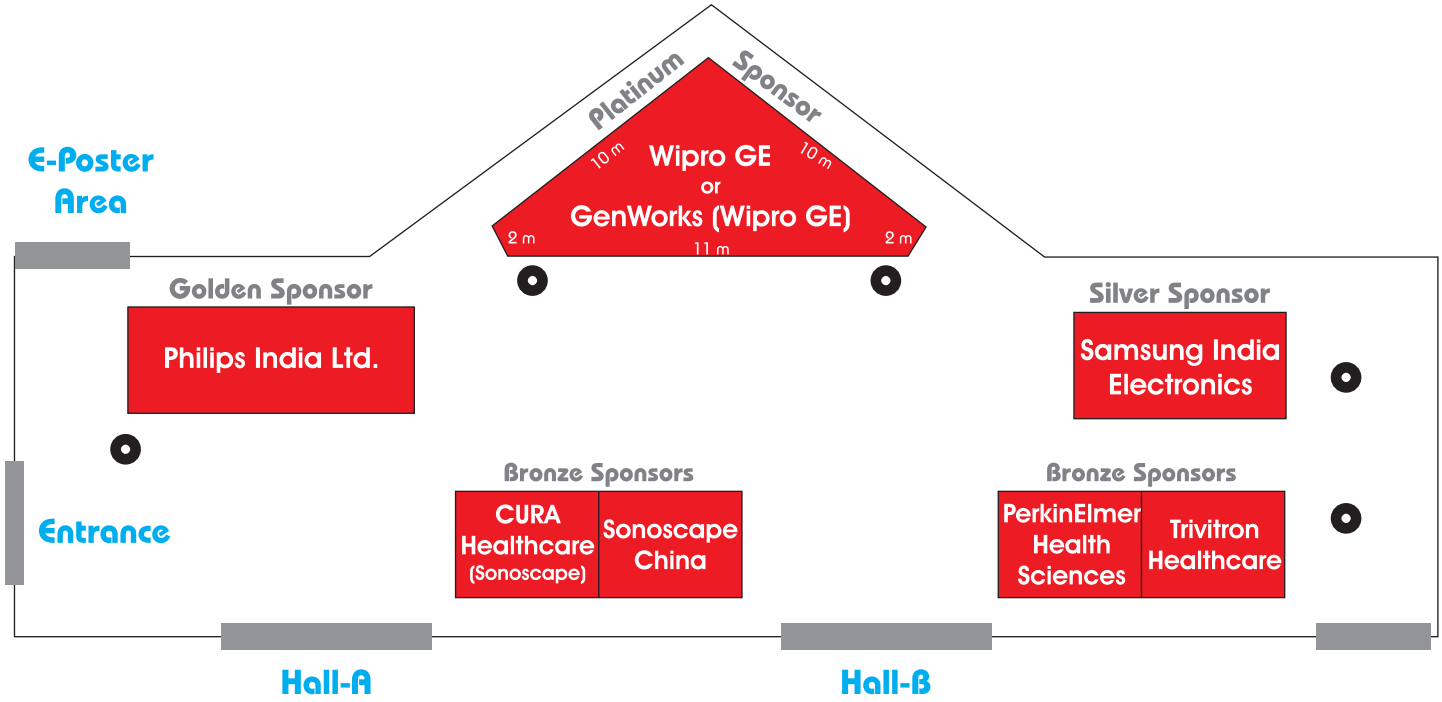 Platinum
Sponsor
10 m
10 m
Wipro GE
or
GenWorks (Wipro GE)
2 m
11 m
2 m
E-Poster
Area
Golden Sponsor
Philips India Ltd.
Silver Sponsor
Samsung India
Electronics
Entrance
Bronze Sponsors
CURA
Healthcare
(Sonoscape)
Sonoscape
China
Bronze Sponsors
PerkinElmer
Health
Sciences
Trivitron
Healthcare
Hall-A
Hall-B